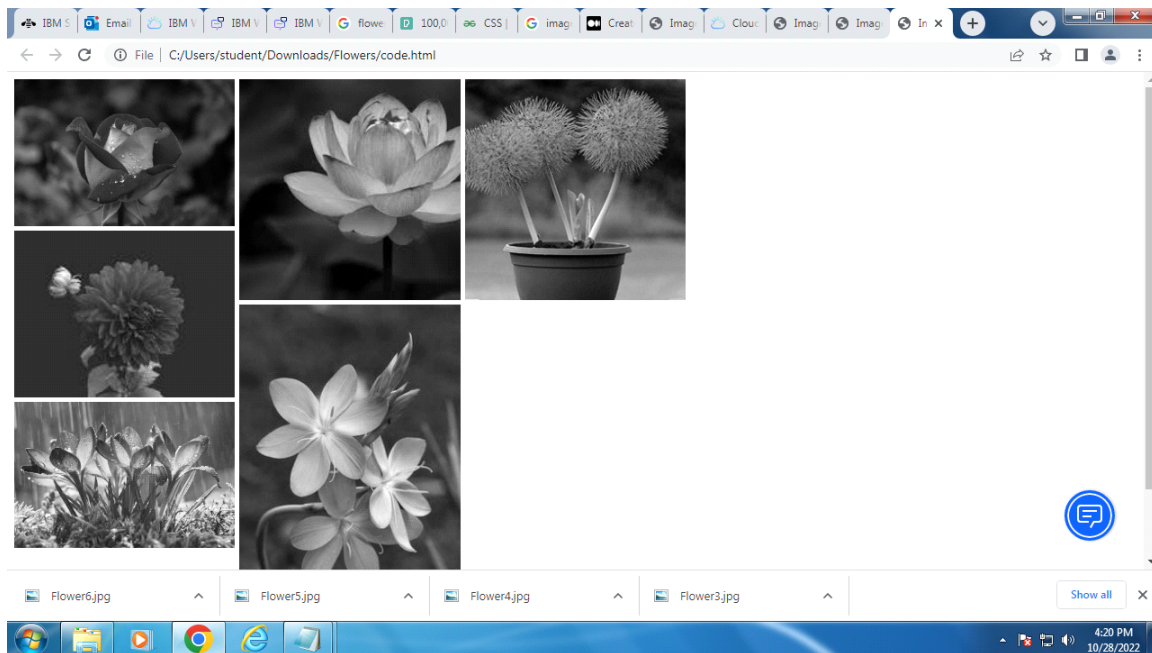 IBM S Email IBM V IBM V IBM V flowe 100,0 CSS | imag Creat Imag Clou Imag Imag In
File C:/Users/student/Downloads/Flowers/code.html
Flower6.jpg Flower5.jpg Flower4.jpg Flower3.jpg Show all
4:20 PM
10/28/2022